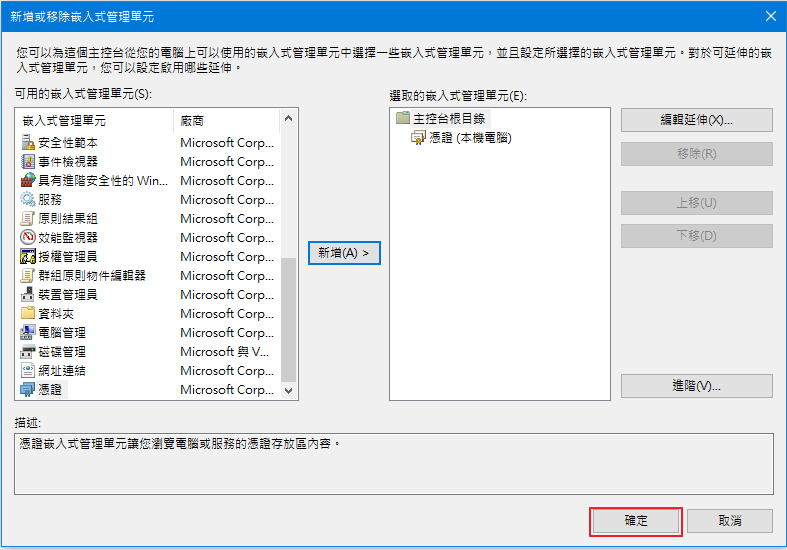 新增或移除嵌入式管理單元
您可以為這個主控台從您的電腦上可以使用的嵌入式管理單元中選擇一些嵌入式管理單元，並且設定所選擇的嵌入式管理單元。對於可延伸的嵌
入式管理單元，您可以設定啟用哪些延伸。
可用的嵌入式管理單元(S):
嵌入式管理單元 廠商
安全性範本 Microsoft Corp...
事件檢視器 Microsoft Corp...
具有進階安全性的 Win... Microsoft Corp...
服務 Microsoft Corp...
原則結果組 Microsoft Corp...
效能監視器 Microsoft Corp...
授權管理員 Microsoft Corp...
群組原則物件編輯器 Microsoft Corp...
裝置管理員 Microsoft Corp...
資料夾 Microsoft Corp...
電腦管理 Microsoft Corp...
磁碟管理 Microsoft 與 V...
網址連結 Microsoft Corp...
憑證 Microsoft Corp...
新增(A) >
選取的嵌入式管理單元(E):
主控台根目錄
憑證 (本機電腦)
編輯延伸(X)...
移除(R)
上移(U)
下移(D)
進階(V)...
描述:
憑證嵌入式管理單元讓您瀏覽電腦或服務的憑證存放區內容。
確定
取消